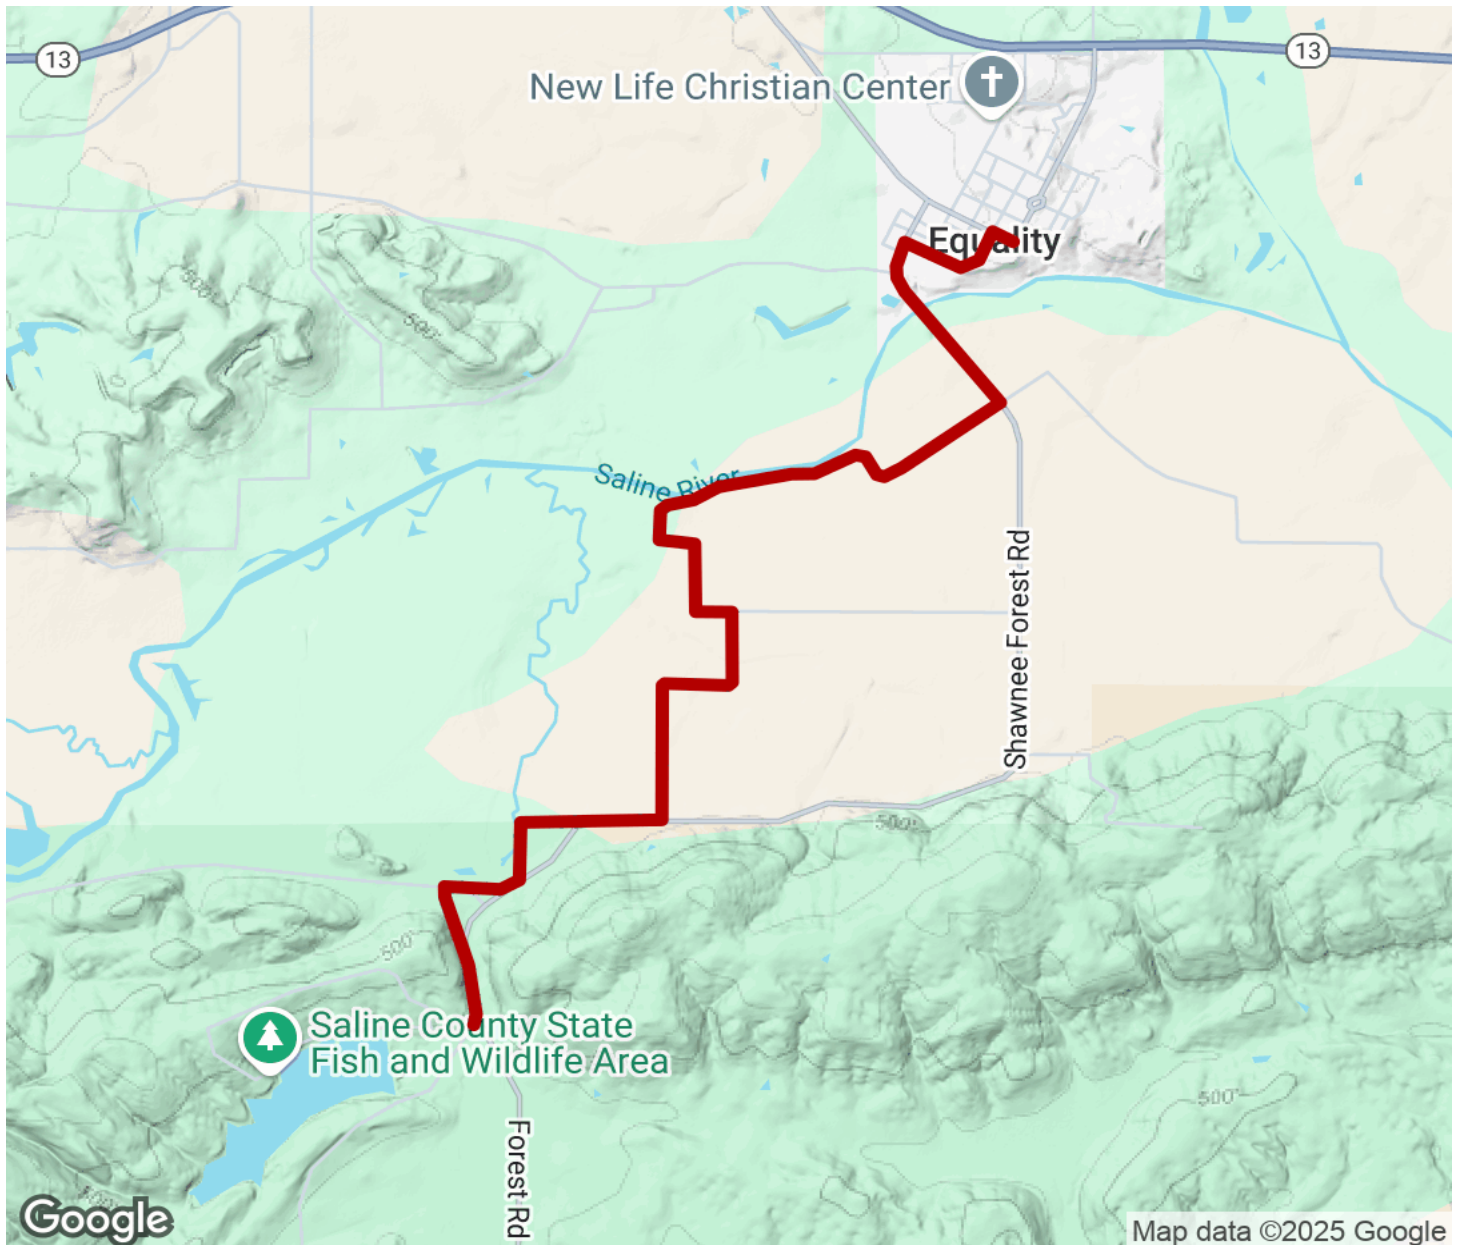 13
13
New Life Christian Center
Equality
500'
500'
Saline River
Shawnee Forest Rd
500'
500'
Saline County State
Fish and Wildlife Area
500'
Forest Rd
500'
Google
Map data ©2025 Google